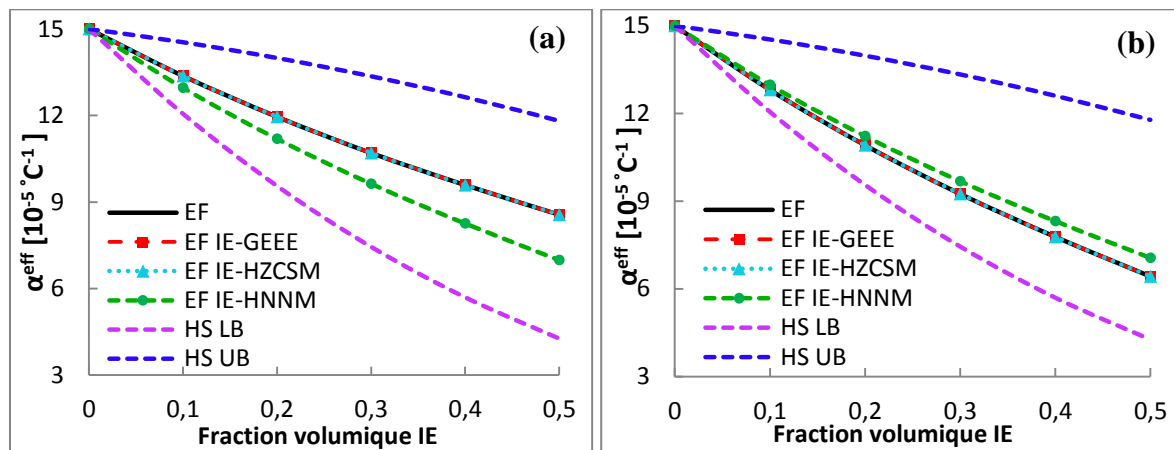 (a)
α^eff [10^-5 °C^-1]
15
12
9
6
3
EF
EF IE-GEEE
EF IE-HZCSM
EF IE-HNNM
HS LB
HS UB
0 0,1 0,2 0,3 0,4 0,5
Fraction volumique IE
(b)
α^eff [10^-5 °C^-1]
15
12
9
6
3
EF
EF IE-GEEE
EF IE-HZCSM
EF IE-HNNM
HS LB
HS UB
0 0,1 0,2 0,3 0,4 0,5
Fraction volumique IE